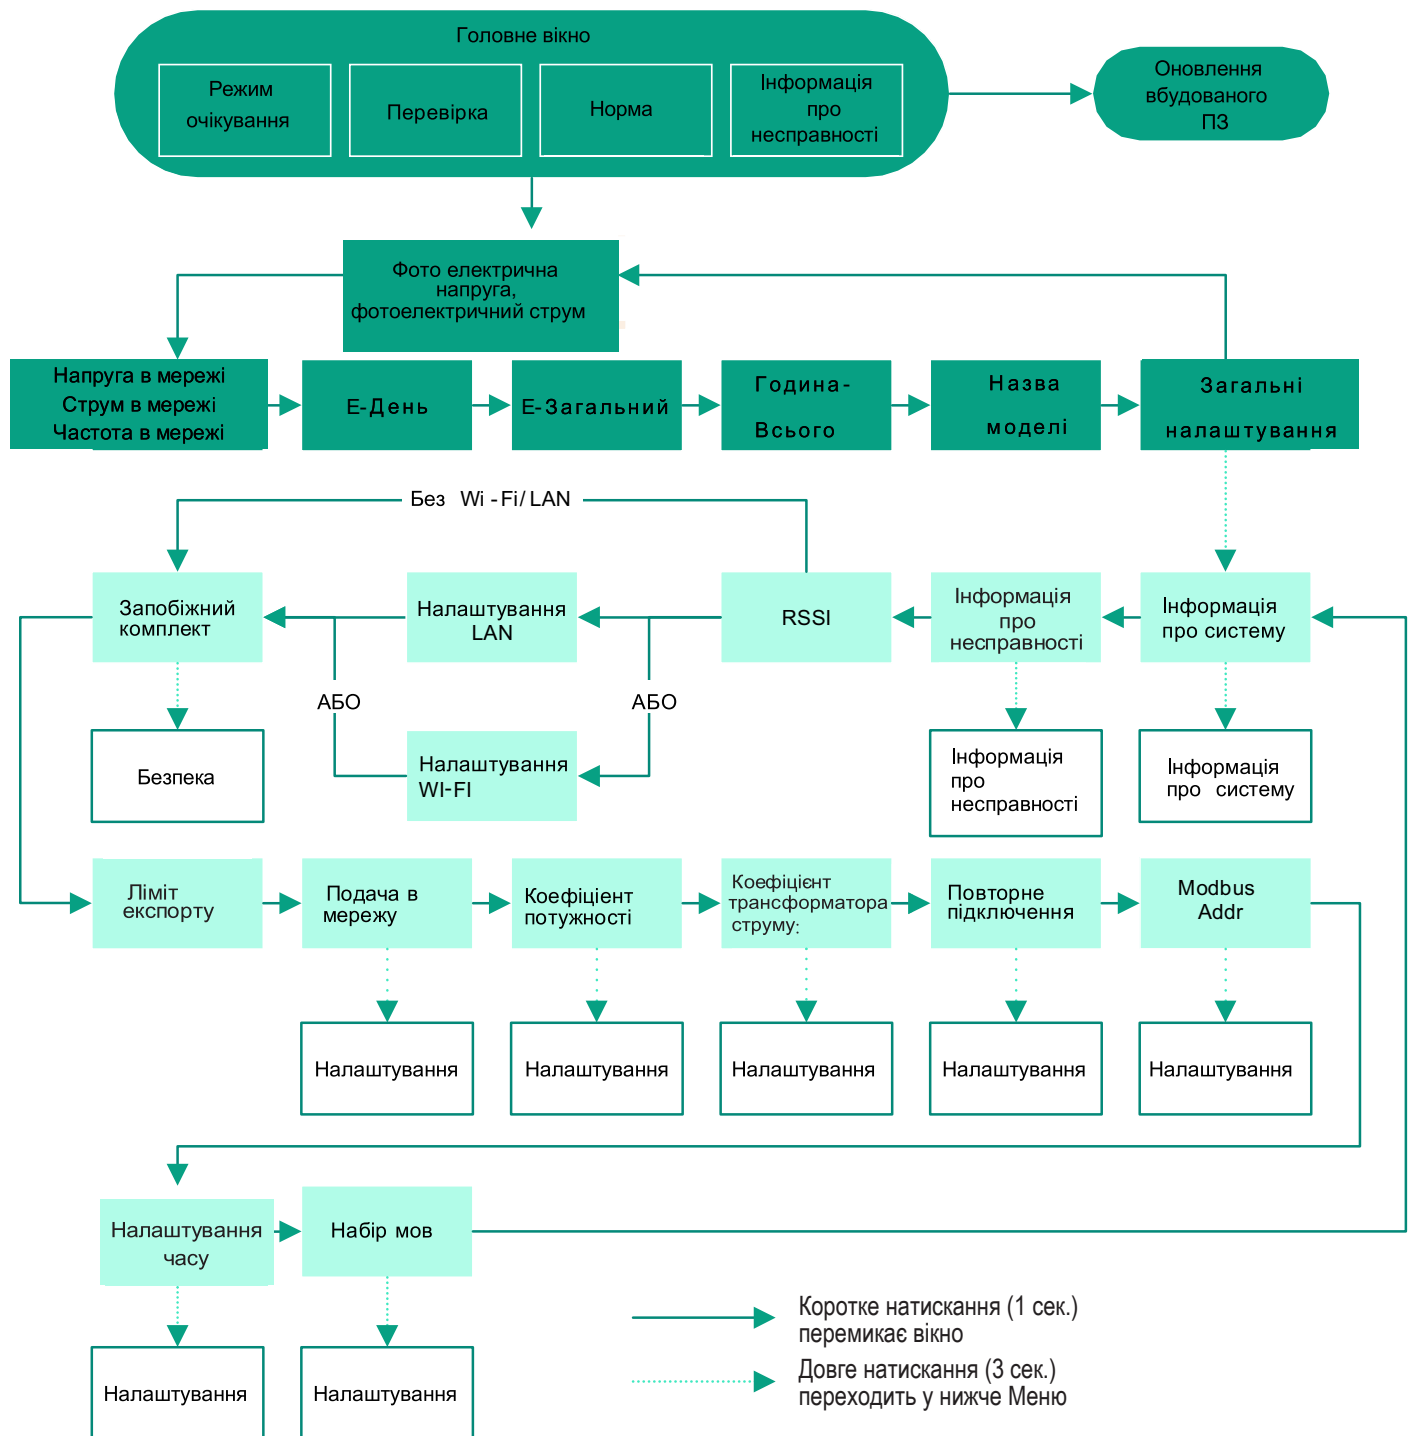 Головне вікно
Режим
очікування
Перевірка
Норма
Інформація
про
несправності
Оновлення
вбудованого
ПЗ
Фото електрична
напруга,
фотоелектричний струм
Напруга в мережі
Струм в мережі
Частота в мережі
Е-День
Е-Загальний
Година-
Всього
Назва
моделі
Загальні
налаштування
Без Wi -Fi/ LAN
Запобіжний
комплект
Налаштування
LAN
RSSI
Інформація
про
несправності
Інформація
про систему
АБО
АБО
Безпека
Налаштування
WI-FI
Інформація
про
несправності
Інформація
про систему
Ліміт
експорту
Подача в
мережу
Коефіціент
потужності
Коефіцієнт
трансформатора
струму:
Повторне
підключення
Modbus
Addr
Налаштування
Налаштування
Налаштування
Налаштування
Налаштування
Налаштування
часу
Набір мов
Налаштування
Налаштування
Коротке натискання (1 сек.)
перемикає вікно
Довге натискання (3 сек.)
переходить у нижче Меню